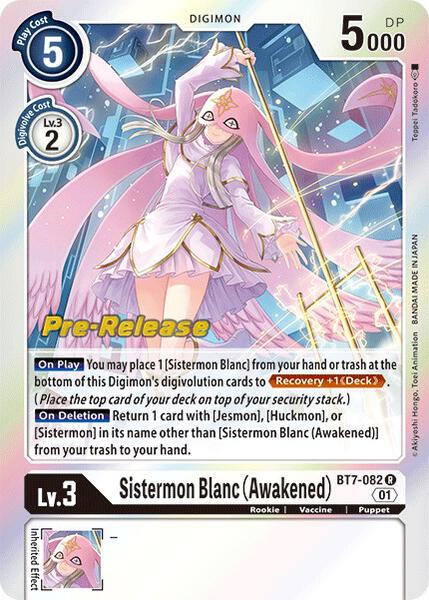 DIGIMON
Play Cost
5
DP
5000
Digivolve Cost
Lv.3
2
Teppei Tadokoro
Pre-Release
On Play You may place 1 [Sistermon Blanc] from your hand or trash at the
bottom of this Digimon's digivolution cards to Recovery +1《Deck》.
(Place the top card of your deck on top of your security stack.)
On Deletion Return 1 card with [Jesmon], [Huckmon], or
[Sistermon] in its name other than [Sistermon Blanc (Awakened)]
from your trash to your hand.
©Akiyoshi Hongo, Toei Animation BANDAI MADE IN JAPAN
Lv.3
Sistermon Blanc (Awakened)
BT7-082 R
01
Rookie | Vaccine | Puppet
Inherited Effect
–